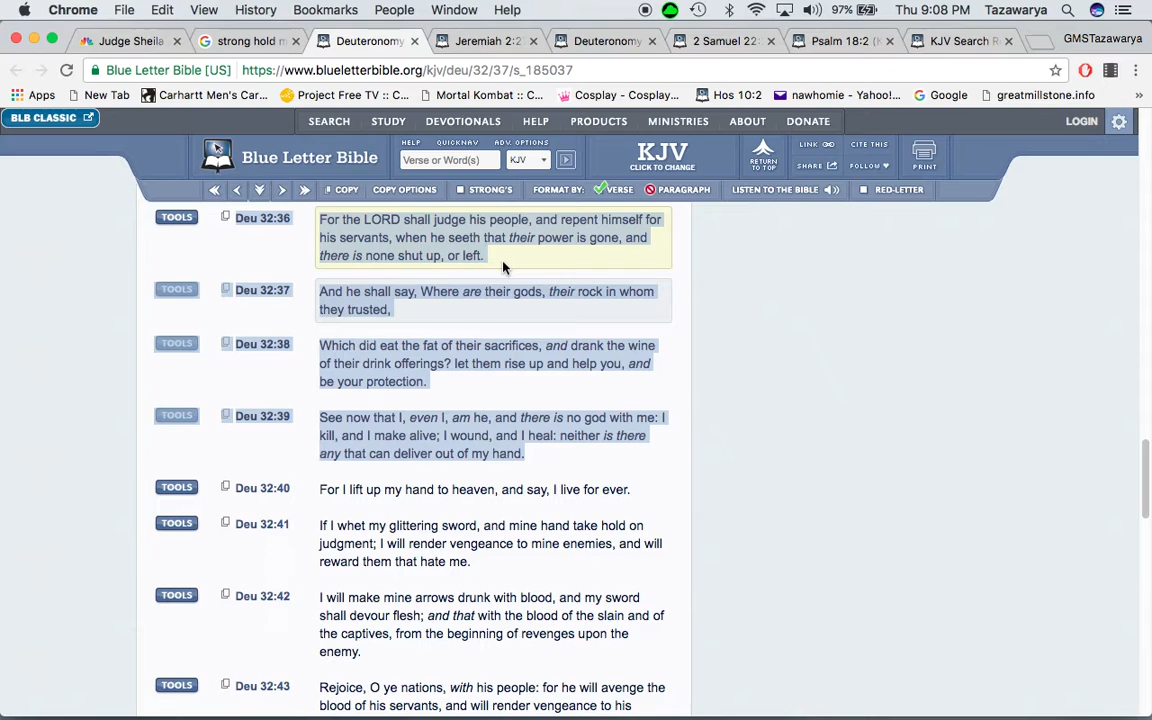 Chrome File Edit View History Bookmarks People Window Help 97% Thu 9:08 PM Tazawarya
Judge Sheila strong hold m Deuteronomy Jeremiah 2:2 Deuteronomy 2 Samuel 22: Psalm 18:2 ( KJV Search R GMSTazawarya
Blue Letter Bible [US] https://www.blueletterbible.org/kjv/deu/32/37/s_185037
Apps New Tab Carhartt Men's Car... Project Free TV :: C... Mortal Kombat :: C... Cosplay - Cosplay... Hos 10:2 nawhomie - Yahoo!... Google greatmillstone.info »
BLB CLASSIC SEARCH STUDY DEVOTIONALS HELP PRODUCTS MINISTRIES ABOUT DONATE LOGIN
HELP QUICKNAV ADV. OPTIONS
Blue Letter Bible Verse or Word(s) KJV KJV CLICK TO CHANGE RETURN TO TOP LINK CITE THIS SHARE FOLLOW PRINT
COPY COPY OPTIONS STRONG'S FORMAT BY: VERSE PARAGRAPH LISTEN TO THE BIBLE RED-LETTER
TOOLS Deu 32:36 For the LORD shall judge his people, and repent himself for
his servants, when he seeth that their power is gone, and
there is none shut up, or left.
TOOLS Deu 32:37 And he shall say, Where are their gods, their rock in whom
they trusted,
TOOLS Deu 32:38 Which did eat the fat of their sacrifices, and drank the wine
of their drink offerings? let them rise up and help you, and
be your protection.
TOOLS Deu 32:39 See now that I, even I, am he, and there is no god with me: I
kill, and I make alive; I wound, and I heal: neither is there
any that can deliver out of my hand.
TOOLS Deu 32:40 For I lift up my hand to heaven, and say, I live for ever.
TOOLS Deu 32:41 If I whet my glittering sword, and mine hand take hold on
judgment; I will render vengeance to mine enemies, and will
reward them that hate me.
TOOLS Deu 32:42 I will make mine arrows drunk with blood, and my sword
shall devour flesh; and that with the blood of the slain and of
the captives, from the beginning of revenges upon the
enemy.
TOOLS Deu 32:43 Rejoice, O ye nations, with his people: for he will avenge the
blood of his servants, and will render vengeance to his